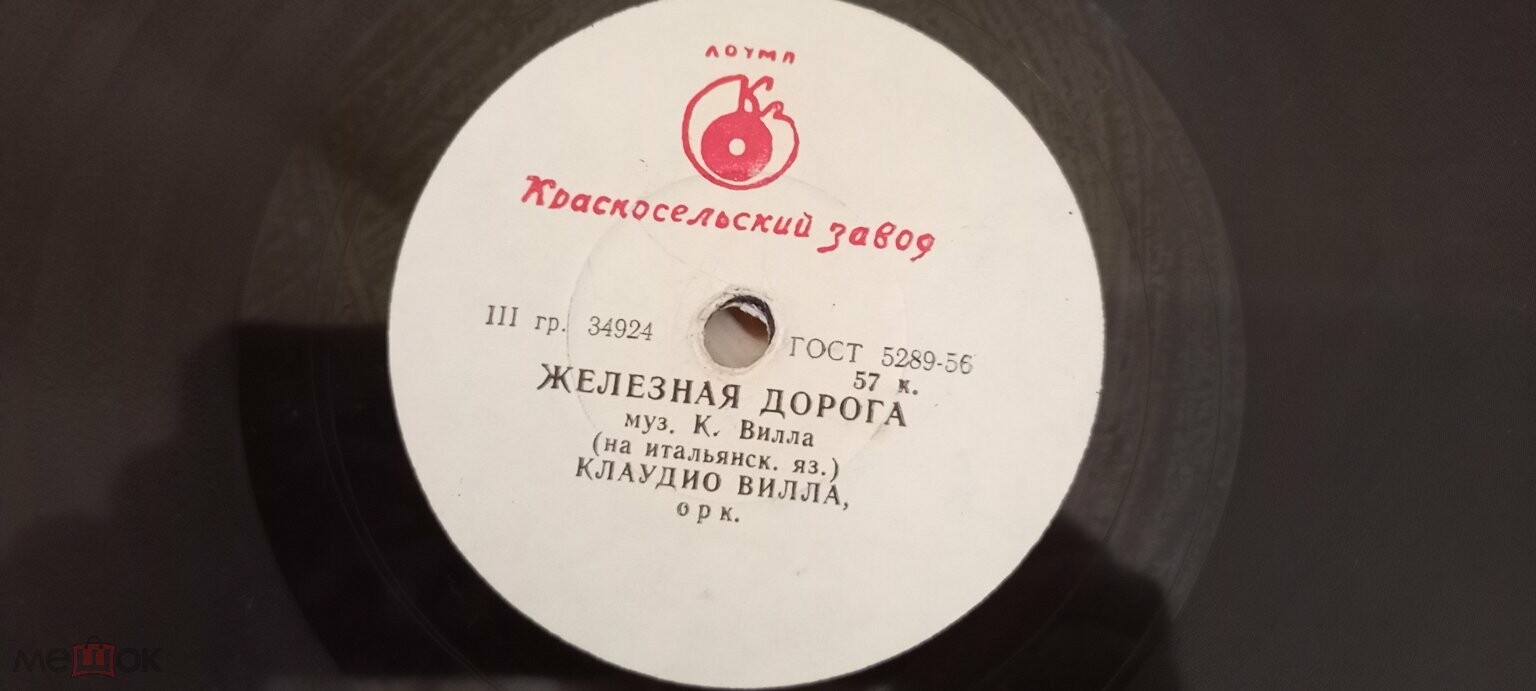 ЛОУМП
Красносельский завод
III гр. 34924
ГОСТ 5289-56
57 к.
ЖЕЛЕЗНАЯ ДОРОГА
муз. К. Вилла
(на итальянск. яз.)
КЛАУДИО ВИЛЛА,
орк.
мешок